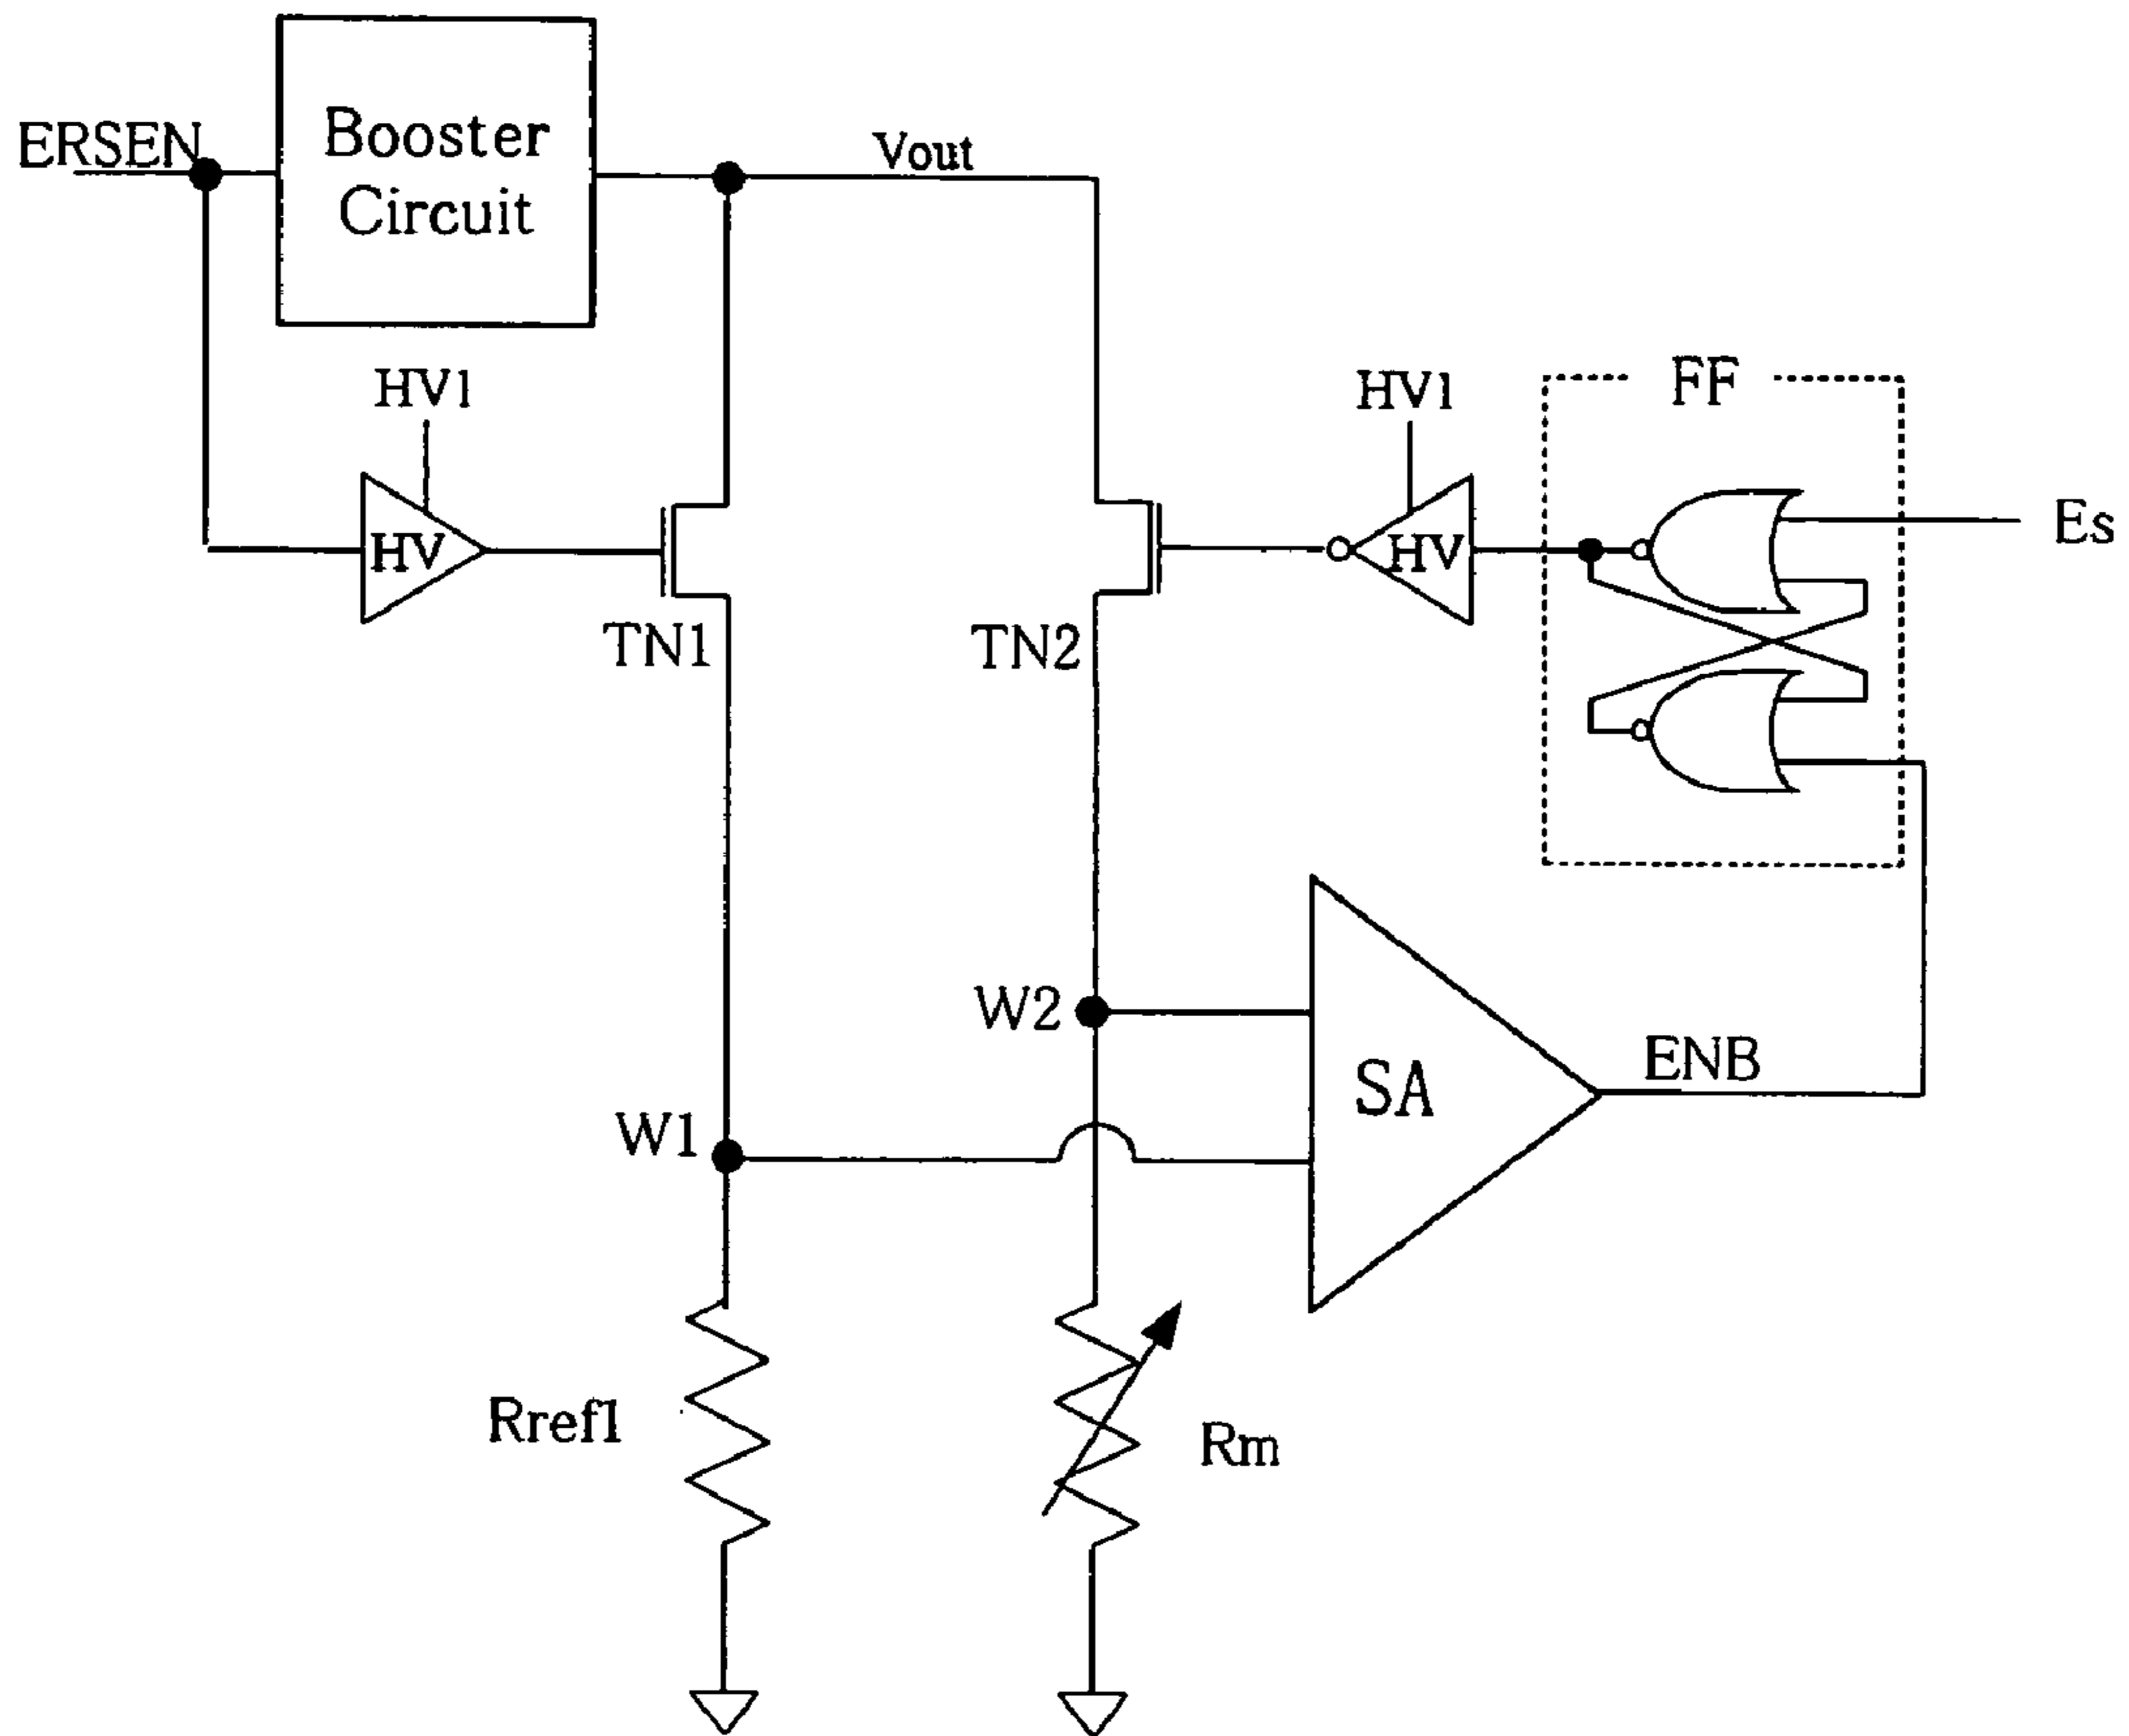 ERSEN
Booster
Circuit
Vout
HV1
HV1
FF
HV
HV
Es
TN1
TN2
W2
SA
ENB
W1
Rref1
Rm